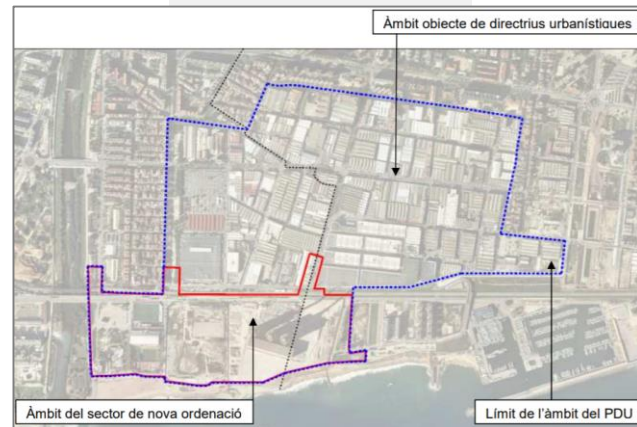 Àmbit objecte de directrius urbanístiques
Àmbit del sector de nova ordenació
Límit de l'àmbit del PDU